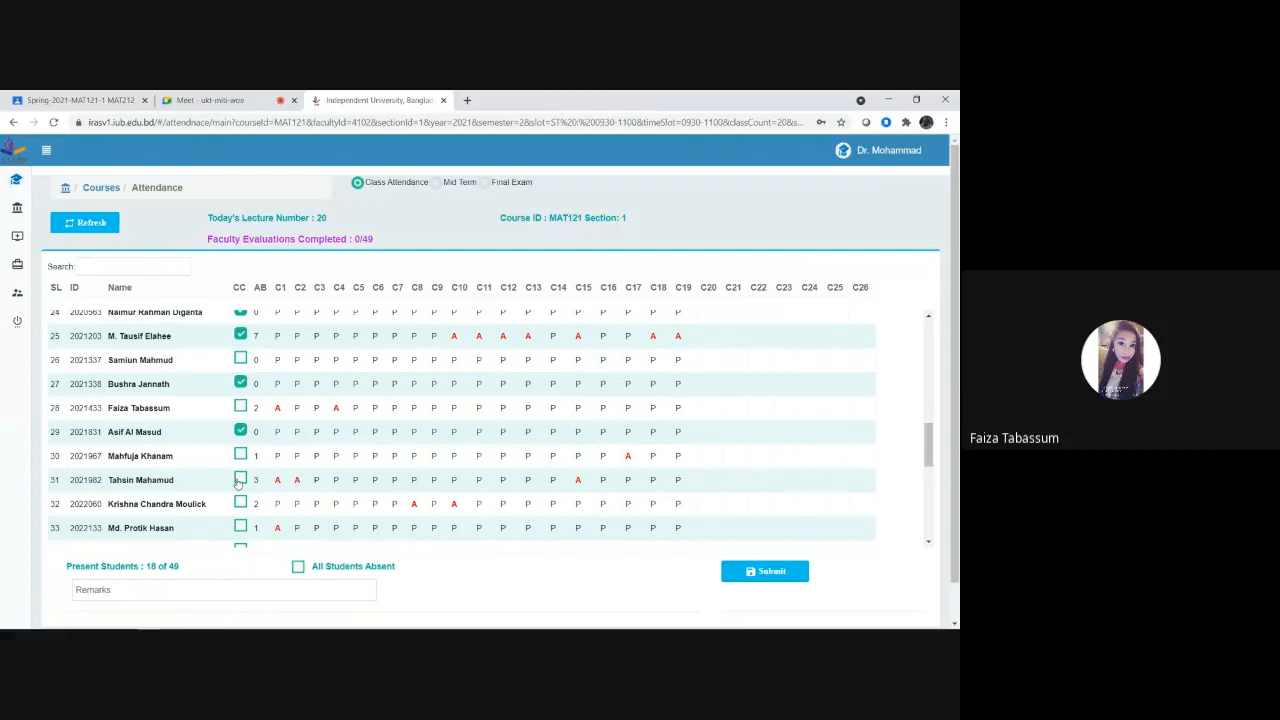 Spring-2021-MAT121-1 MAT212
Meet - ukt-miti-woe
Independent University, Banglad
irasv1.iub.edu.bd/#/attendnace/main?courseId=MAT121&facultyId=4102&sectionId=1&year=2021&semester=2&slot=ST%20:%200930-1100&timeSlot=0930-1100&classCount=20&s...
Dr. Mohammad
Courses / Attendance
Class Attendance Mid Term Final Exam
Refresh
Today's Lecture Number : 20
Course ID : MAT121 Section: 1
Faculty Evaluations Completed : 0/49
Search:
SL ID Name CC AB C1 C2 C3 C4 C5 C6 C7 C8 C9 C10 C11 C12 C13 C14 C15 C16 C17 C18 C19 C20 C21 C22 C23 C24 C25 C26
24 2020563 Naimur Rahman Diganta 0 P P P P P P P P P P P P P P P P P P P
25 2021203 M. Tausif Elahee 7 P P P P P P P P P A A A A P A P P A A
26 2021337 Samiun Mahmud 0 P P P P P P P P P P P P P P P P P P P
27 2021338 Bushra Jannath 0 P P P P P P P P P P P P P P P P P P P
28 2021433 Faiza Tabassum 2 A P P A P P P P P P P P P P P P P P P
29 2021831 Asif Al Masud 0 P P P P P P P P P P P P P P P P P P P
30 2021967 Mahfuja Khanam 1 P P P P P P P P P P P P P P P P A P P
31 2021982 Tahsin Mahamud 3 A A P P P P P P P P P P P P A P P P P
32 2022060 Krishna Chandra Moulick 2 P P P P P P P A P A P P P P P P P P P
33 2022133 Md. Protik Hasan 1 A P P P P P P P P P P P P P P P P P P
Present Students : 18 of 49
All Students Absent
Submit
Remarks
Faiza Tabassum